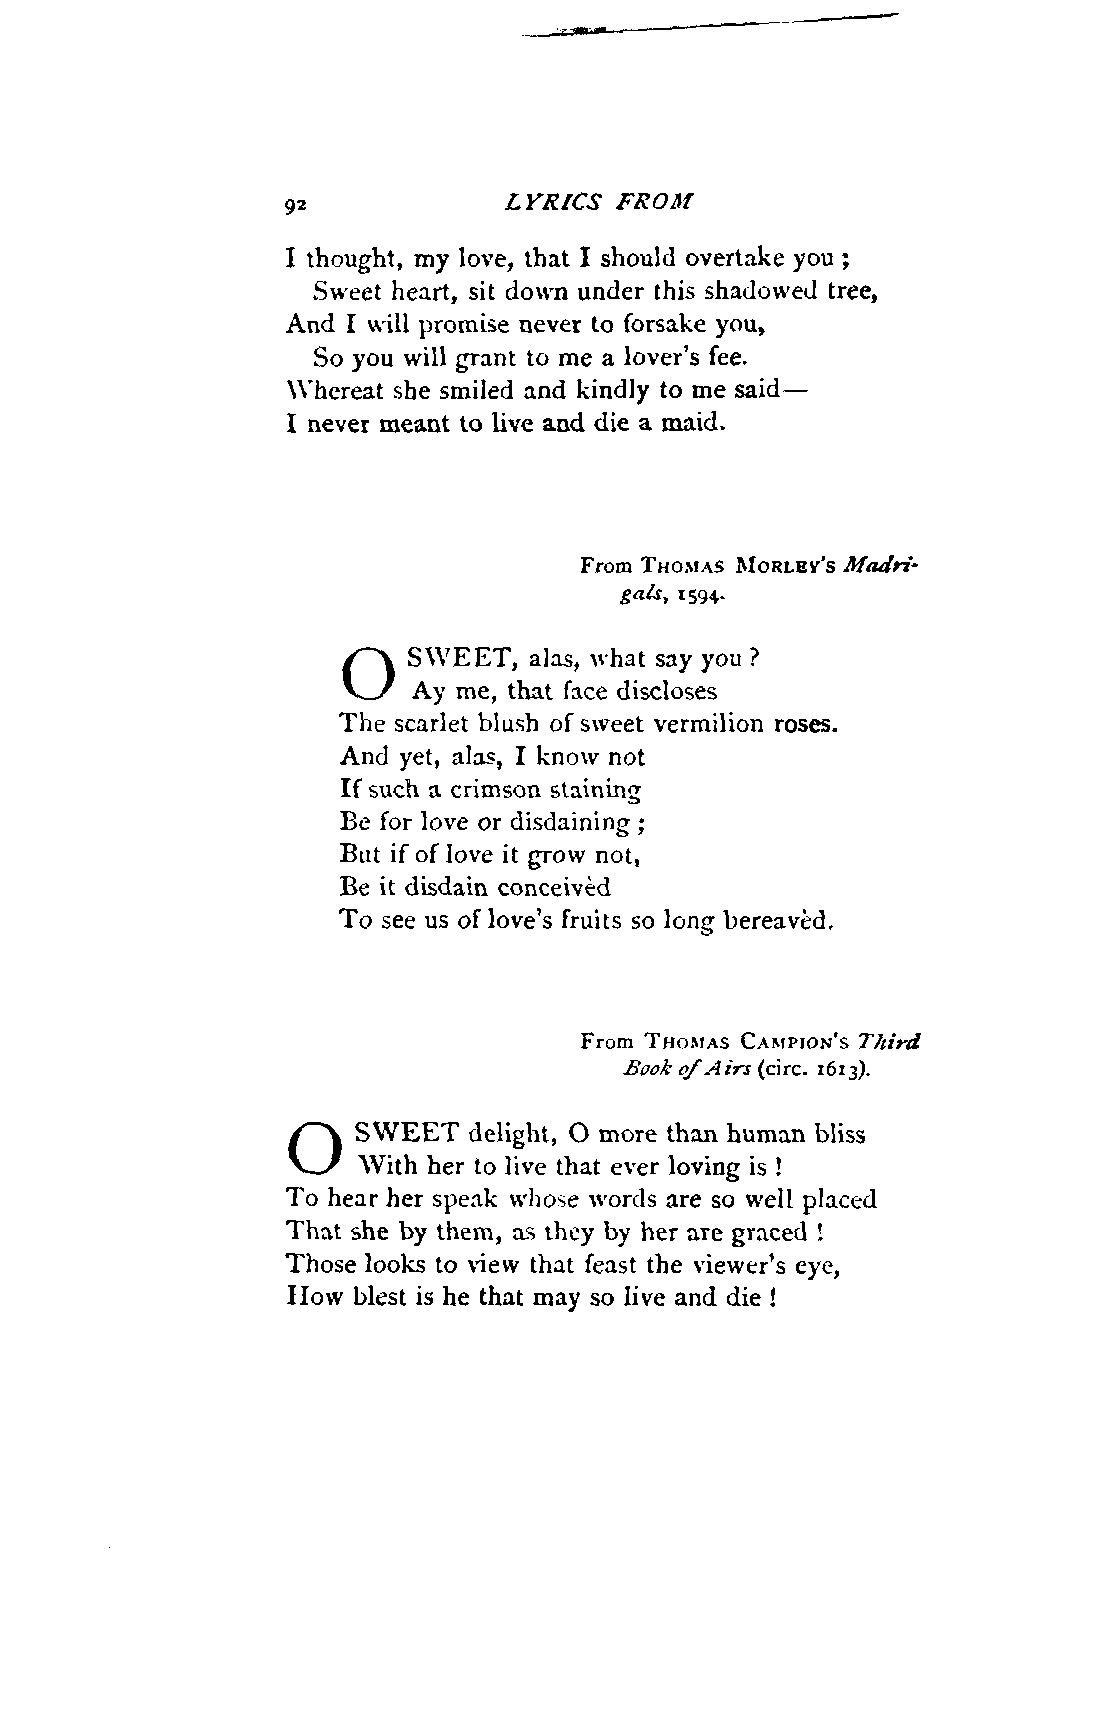 92 LYRICS FROM
I thought, my love, that I should overtake you ;
Sweet heart, sit down under this shadowed tree,
And I will promise never to forsake you,
So you will grant to me a lover's fee.
Whereat she smiled and kindly to me said—
I never meant to live and die a maid.
From THOMAS MORLEY'S Madri-
gals, 1594.
O SWEET, alas, what say you ?
Ay me, that face discloses
The scarlet blush of sweet vermilion roses.
And yet, alas, I know not
If such a crimson staining
Be for love or disdaining ;
But if of love it grow not,
Be it disdain conceivèd
To see us of love's fruits so long bereavèd.
From THOMAS CAMPION'S Third
Book of Airs (circ. 1613).
O SWEET delight, O more than human bliss
With her to live that ever loving is !
To hear her speak whose words are so well placed
That she by them, as they by her are graced !
Those looks to view that feast the viewer's eye,
How blest is he that may so live and die !